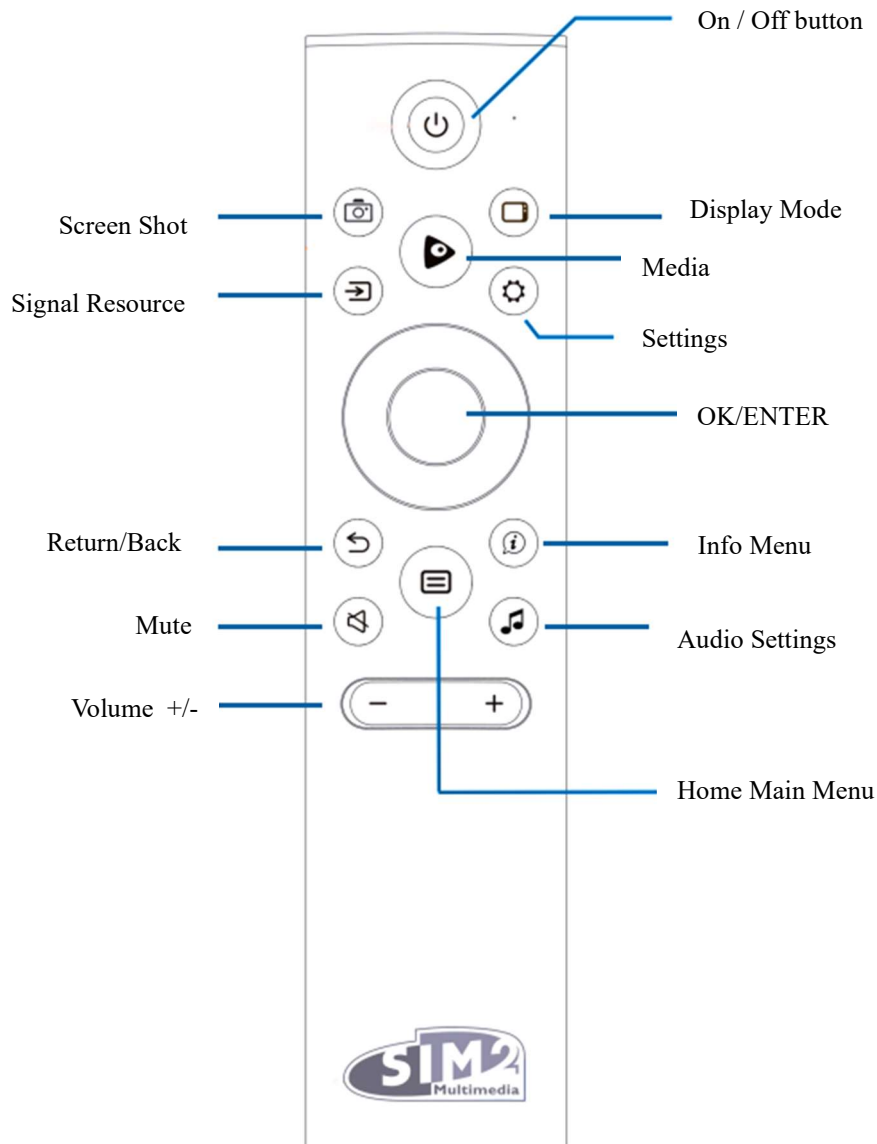 On / Off button
Screen Shot
Display Mode
Media
Signal Resource
Settings
OK/ENTER
Return/Back
Info Menu
Mute
Audio Settings
Volume +/-
Home Main Menu
SIM2
Multimedia